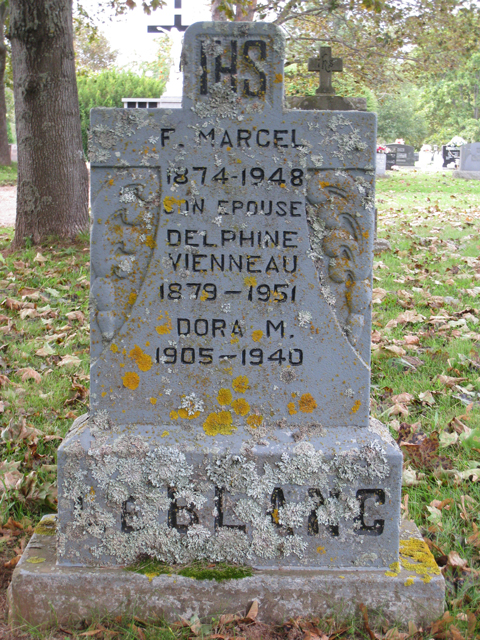 IHS
F. MARCEL
1874-1948
SON EPOUSE
DELPHINE
VIENNEAU
1879-1951
DORA M.
1905-1940
LEBLANC